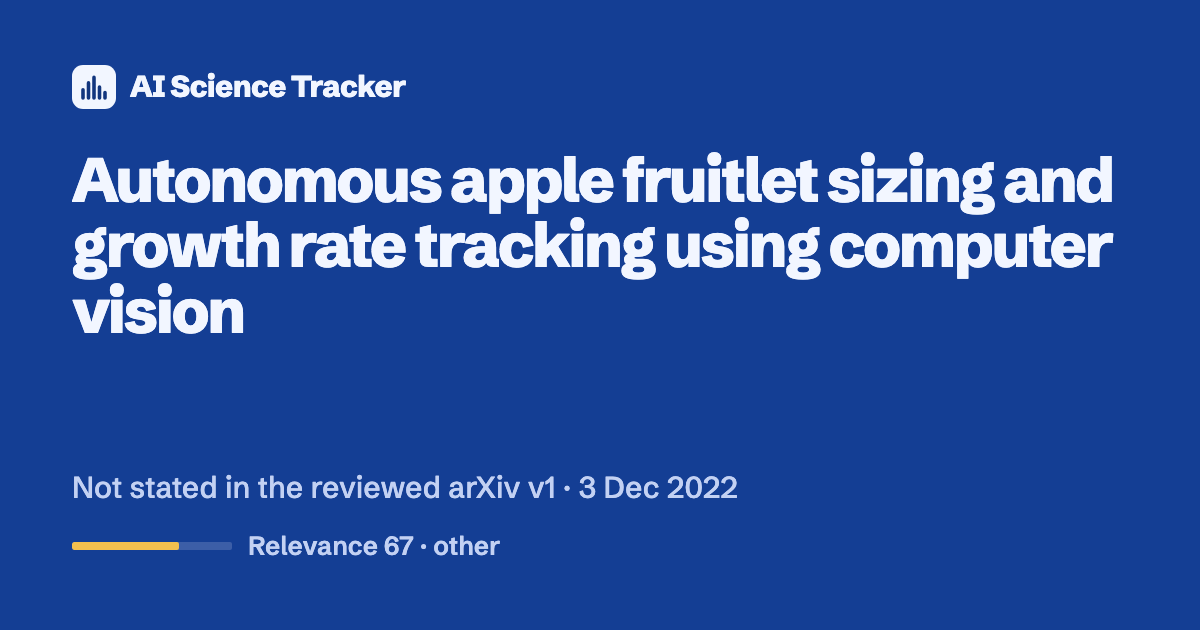 AI Science Tracker
Autonomous apple fruitlet sizing and
growth rate tracking using computer
vision
Not stated in the reviewed arXiv v1 · 3 Dec 2022
Relevance 67 · other